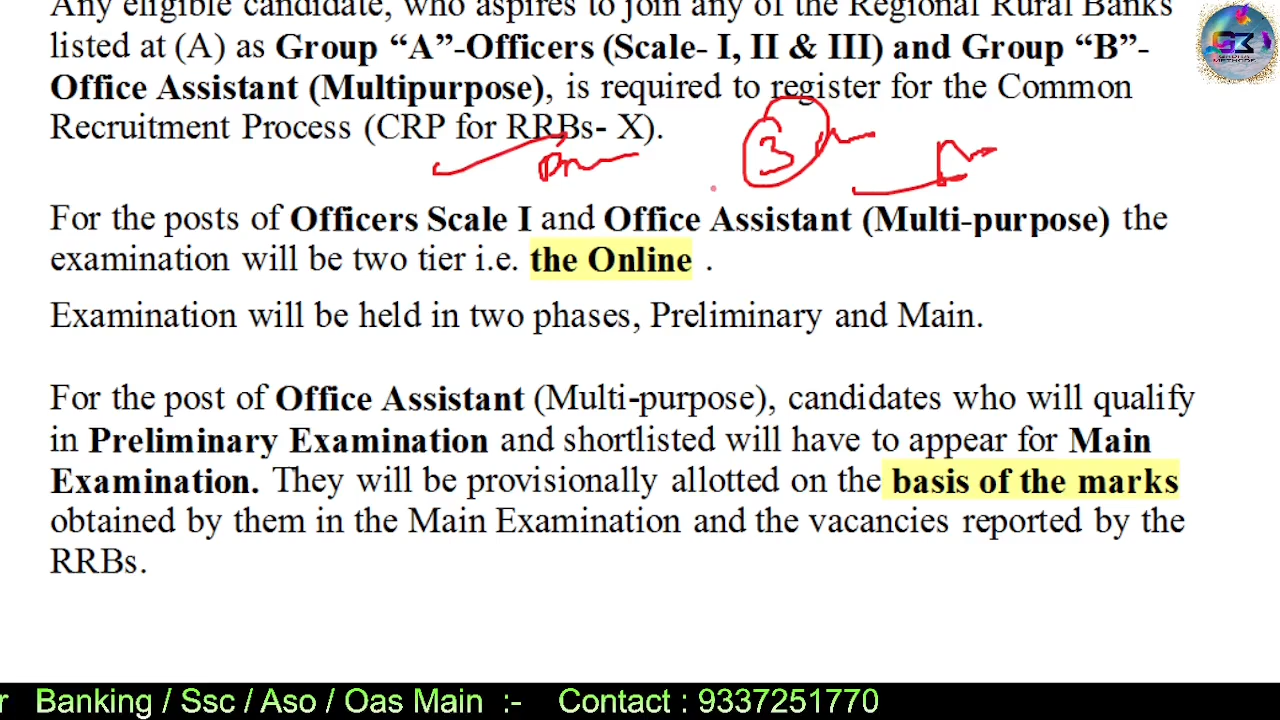 Any eligible candidate, who aspires to join any of the Regional Rural Banks
listed at (A) as Group “A”-Officers (Scale- I, II & III) and Group “B”-
Office Assistant (Multipurpose), is required to register for the Common
Recruitment Process (CRP for RRBs- X).
3
For the posts of Officers Scale I and Office Assistant (Multi-purpose) the
examination will be two tier i.e. the Online .
Examination will be held in two phases, Preliminary and Main.
For the post of Office Assistant (Multi-purpose), candidates who will qualify
in Preliminary Examination and shortlisted will have to appear for Main
Examination. They will be provisionally allotted on the basis of the marks
obtained by them in the Main Examination and the vacancies reported by the
RRBs.
r Banking / Ssc / Aso / Oas Main :- Contact : 9337251770